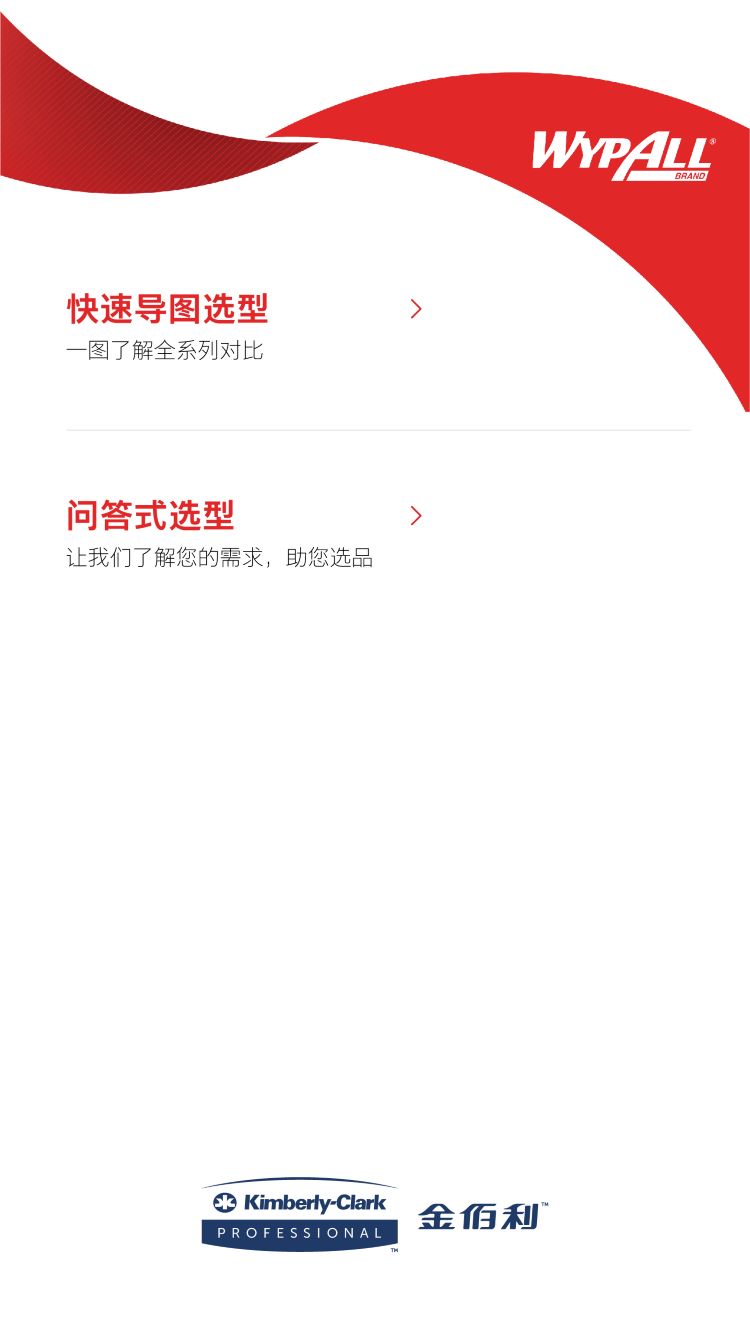 WYPALL®
BRAND
快速导图选型
一图了解全系列对比
问答式选型
让我们了解您的需求，助您选品
Kimberly-Clark
PROFESSIONAL™
金佰利™